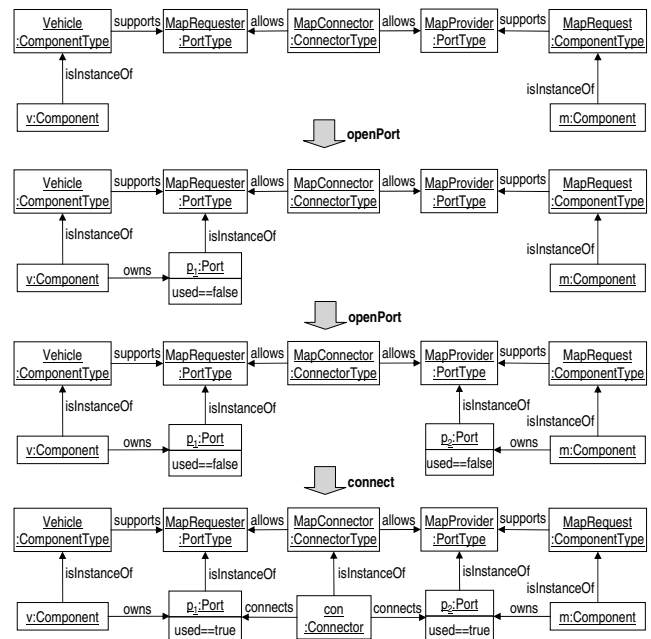 Vehicle supports MapRequester allows MapConnector allows MapProvider supports MapRequest
:ComponentType :PortType :ConnectorType :PortType :ComponentType
isInstanceOf isInstanceOf
v:Component m:Component
openPort
Vehicle supports MapRequester allows MapConnector allows MapProvider supports MapRequest
:ComponentType :PortType :ConnectorType :PortType :ComponentType
isInstanceOf isInstanceOf isInstanceOf
v:Component owns p1:Port m:Component
used==false
openPort
Vehicle supports MapRequester allows MapConnector allows MapProvider supports MapRequest
:ComponentType :PortType :ConnectorType :PortType :ComponentType
isInstanceOf isInstanceOf isInstanceOf isInstanceOf
v:Component owns p1:Port p2:Port owns m:Component
used==false used==false
connect
Vehicle supports MapRequester allows MapConnector allows MapProvider supports MapRequest
:ComponentType :PortType :ConnectorType :PortType :ComponentType
isInstanceOf isInstanceOf isInstanceOf isInstanceOf isInstanceOf
v:Component owns p1:Port connects con connects p2:Port owns m:Component
used==true :Connector used==true